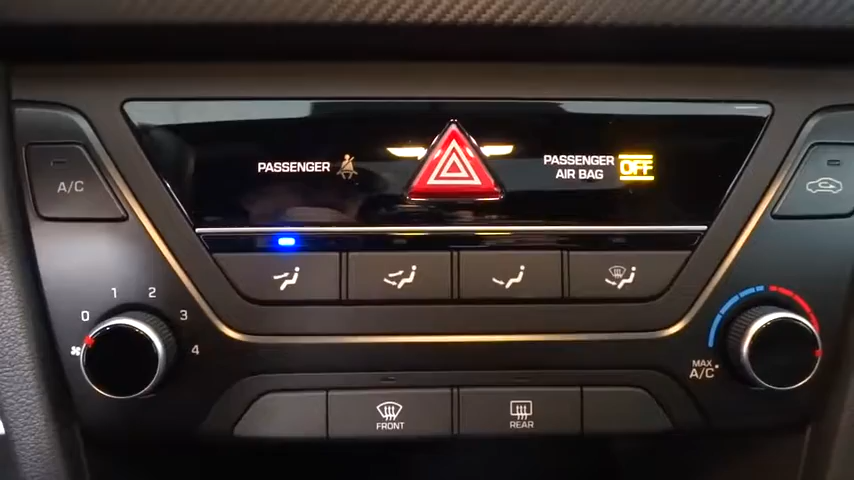 PASSENGER
PASSENGER
AIR BAG
OFF
A/C
0
1
2
3
4
MAX
A/C
FRONT
REAR